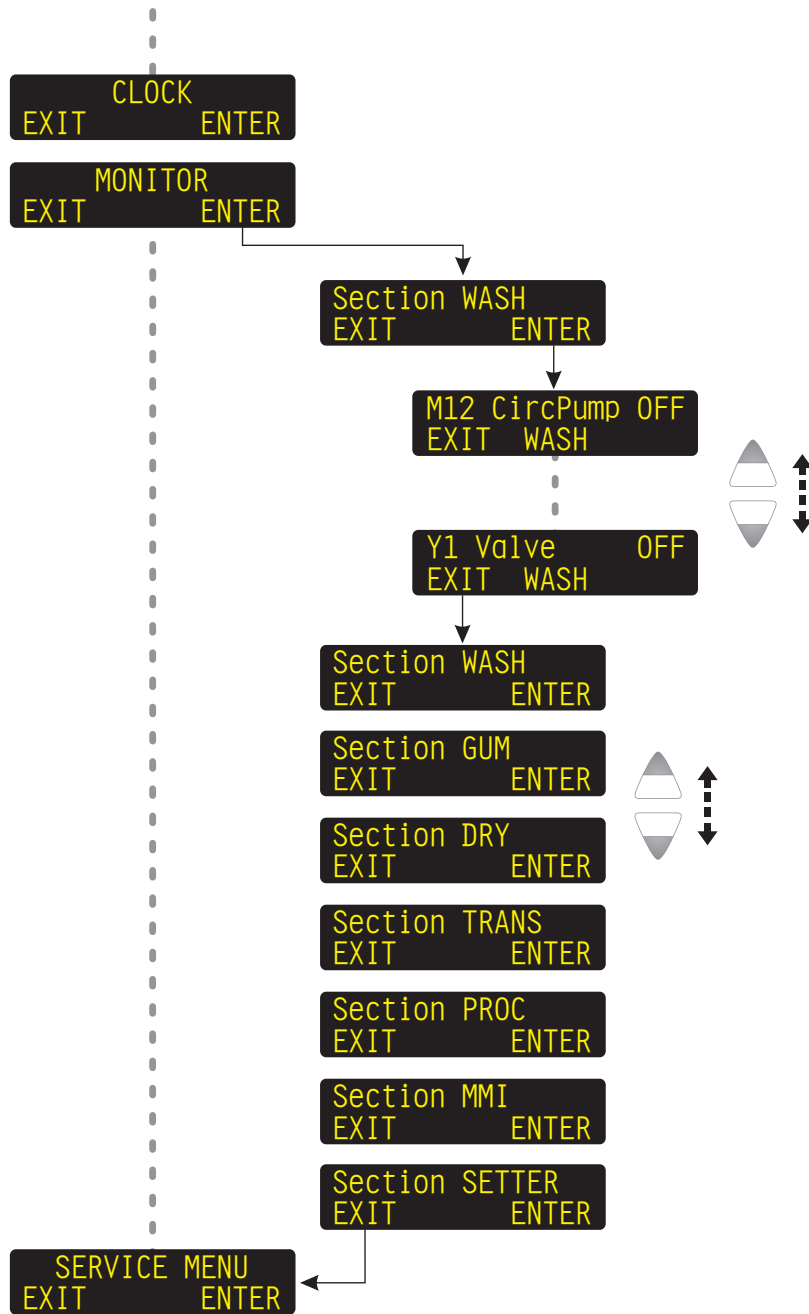 CLOCK
EXIT ENTER
MONITOR
EXIT ENTER
Section WASH
EXIT ENTER
M12 CircPump OFF
EXIT WASH
Y1 Valve OFF
EXIT WASH
Section WASH
EXIT ENTER
Section GUM
EXIT ENTER
Section DRY
EXIT ENTER
Section TRANS
EXIT ENTER
Section PROC
EXIT ENTER
Section MMI
EXIT ENTER
Section SETTER
EXIT ENTER
SERVICE MENU
EXIT ENTER